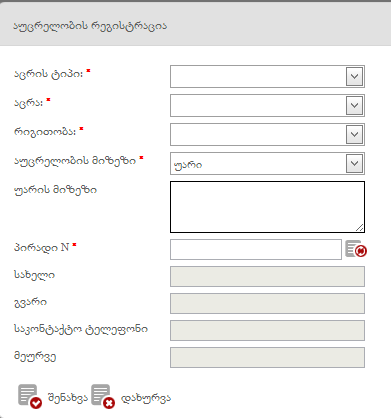 აუცრელობის რეგისტრაცია
აცრის ტიპი: *
აცრა: *
რიგითობა: *
აუცრელობის მიზეზი * უარი
უარის მიზეზი
პირადი N *
სახელი
გვარი
საკონტაქტო ტელეფონი
მეურვე
შენახვა დახურვა